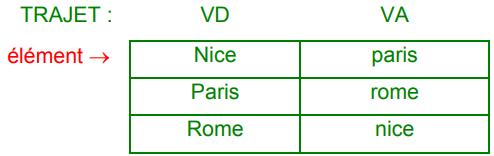 TRAJET : VD VA
élément → Nice paris
Paris rome
Rome nice